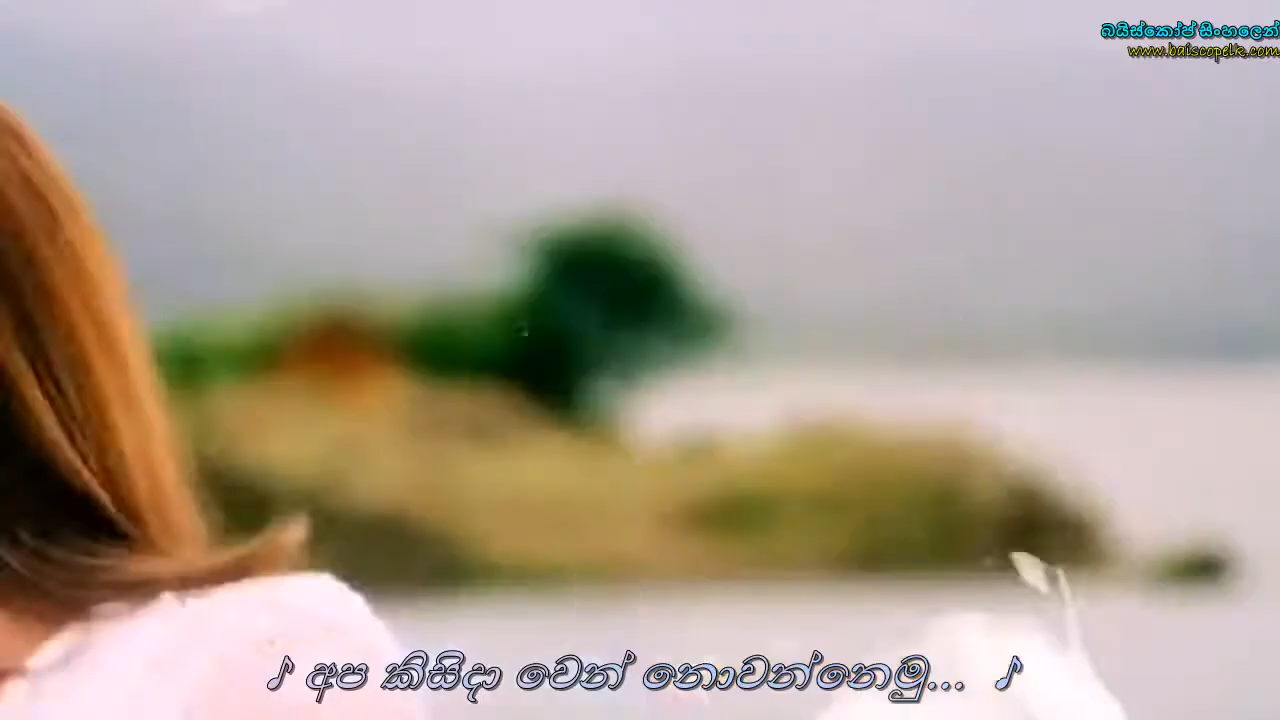 බයිස්කෝප් සිංහලෙන්
www.baiscopelk.com
♪ අප කිසිදා වෙන් නොවන්නෙමු... ♪